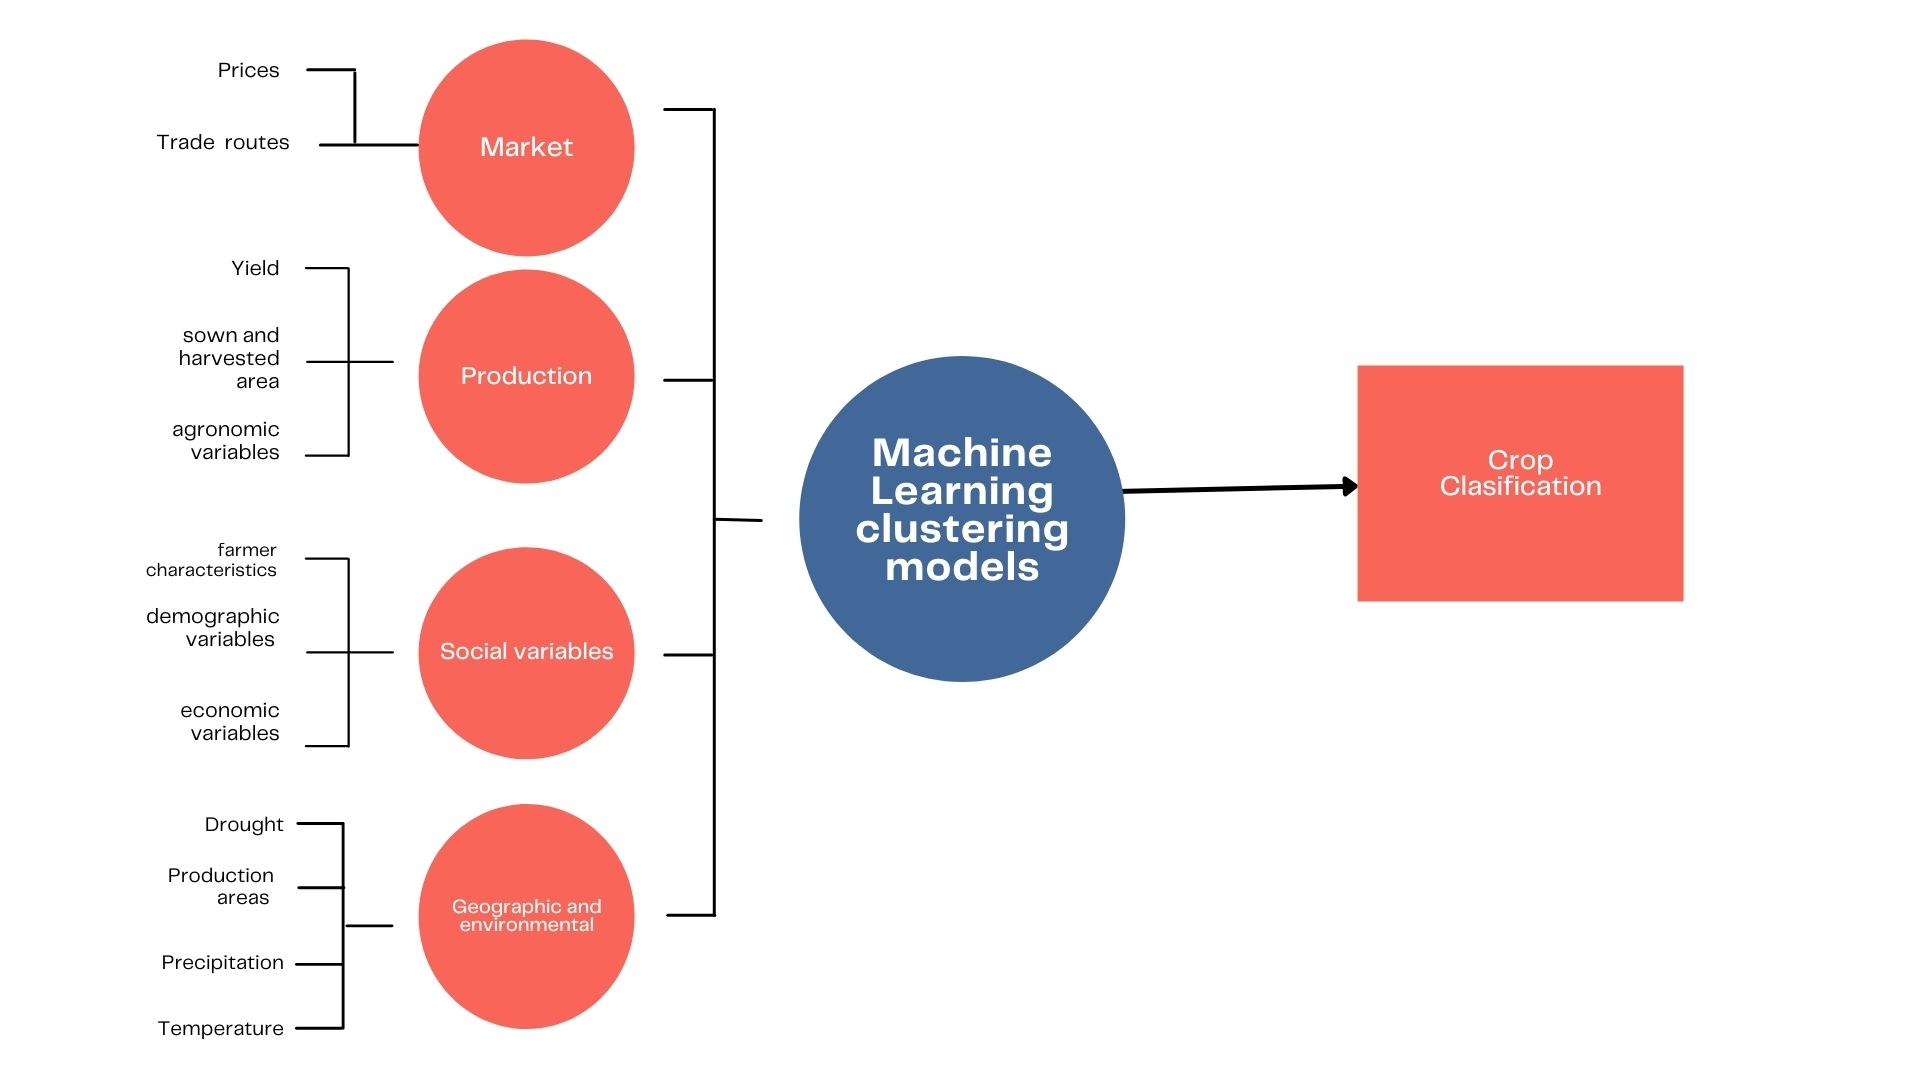 Prices
Trade routes
Market
Yield
sown and
harvested
area
agronomic
variables
Production
farmer
characteristics
demographic
variables
economic
variables
Social variables
Drought
Production
areas
Precipitation
Temperature
Geographic and
environmental
Machine
Learning
clustering
models
Crop
Clasification